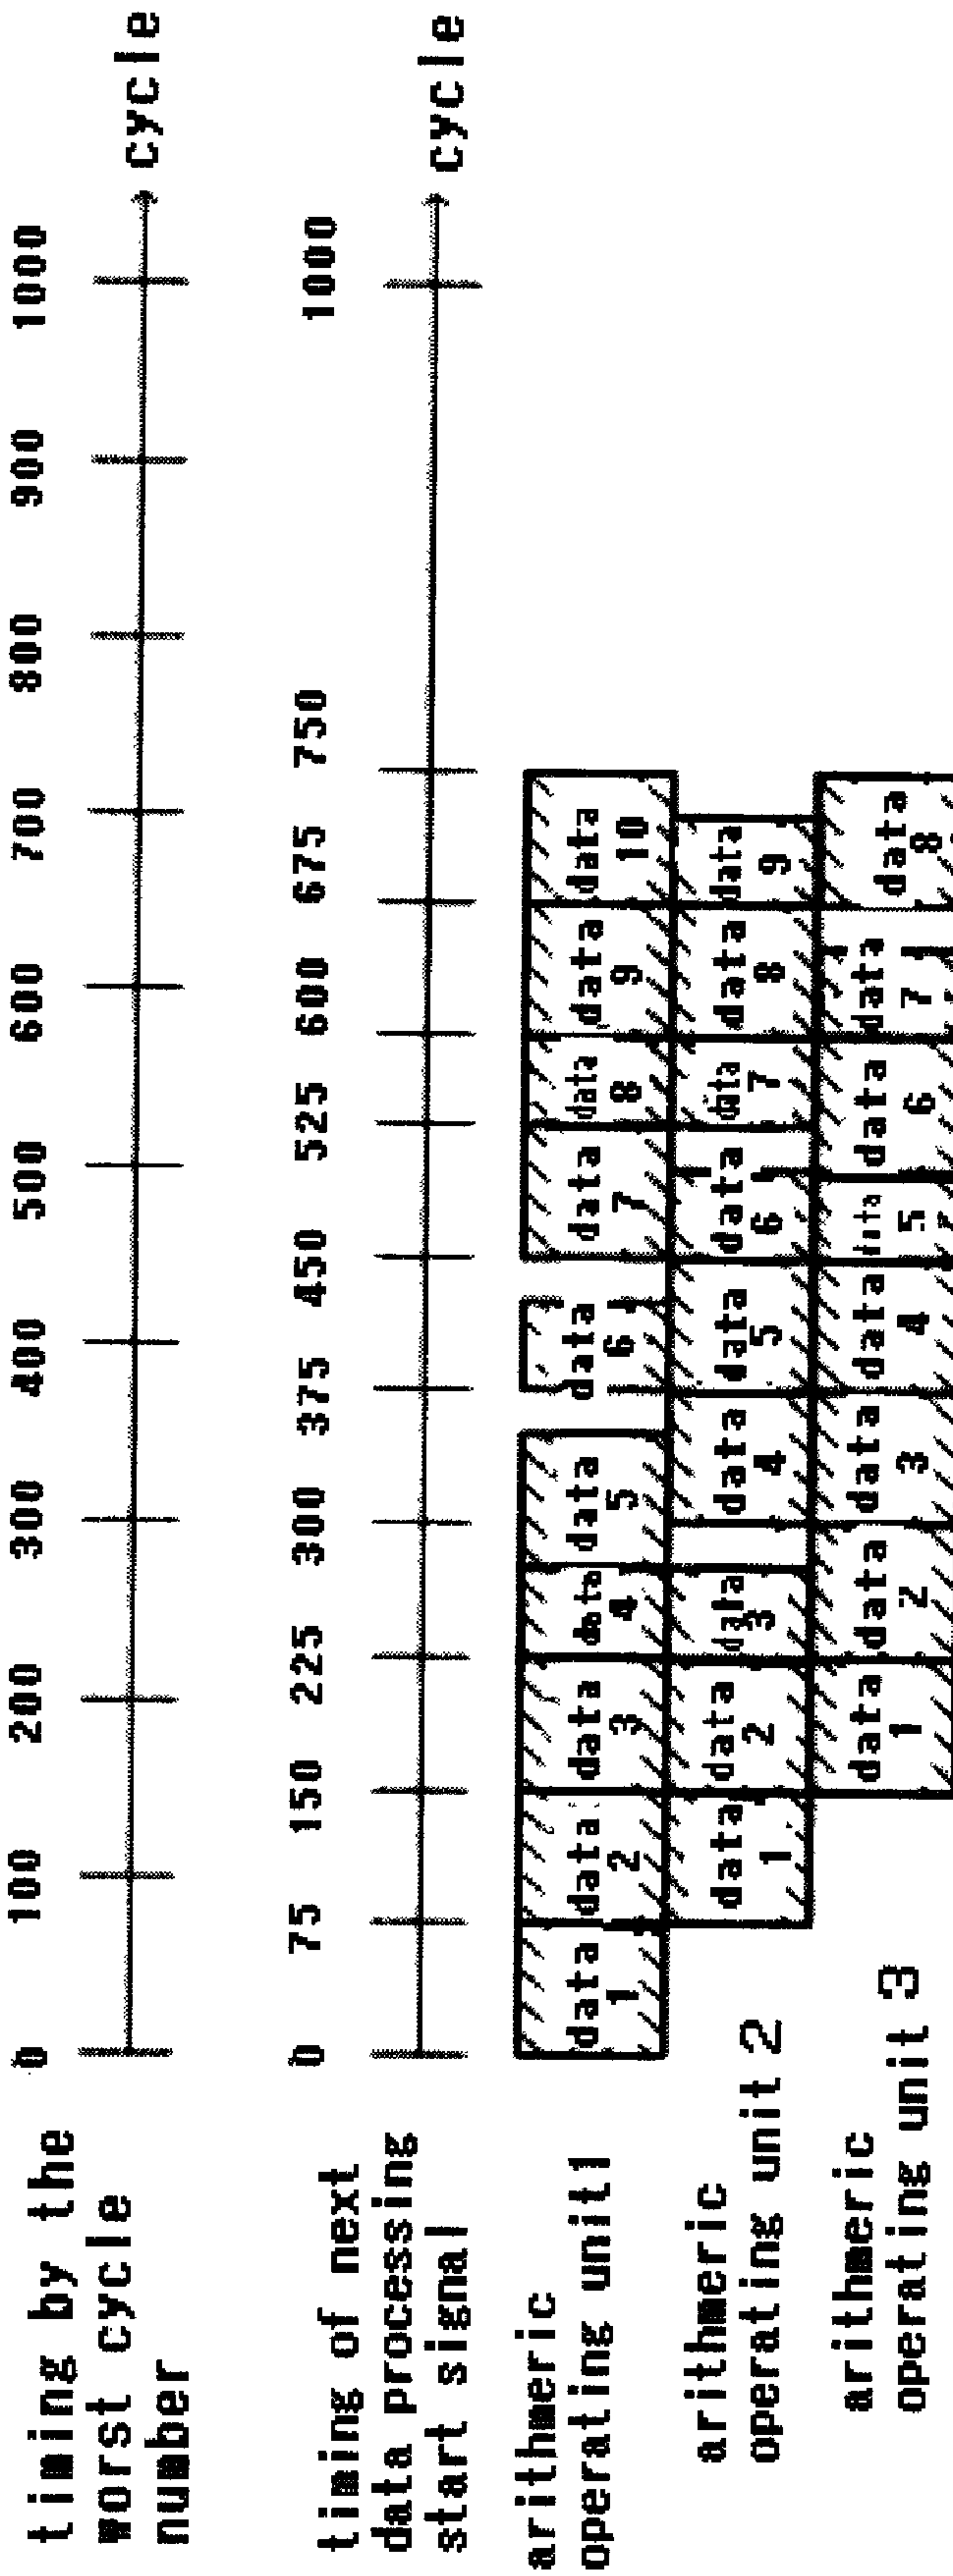 timing by the
worst cycle
number
0 100 200 300 400 500 600 700 800 900 1000 cycle
timing of next
data processing
start signal
0 75 150 225 300 375 450 525 600 675 750 1000 cycle
arithmeric
operating unit1
data 1 data 2 data 3 data 4 data 5 data 6 data 7 data 8 data 9 data 10
arithmeric
operating unit 2
data 1 data 2 data 3 data 4 data 5 data 6 data 7 data 8 data 9
arithmeric
operating unit 3
data 1 data 2 data 3 data 4 data 5 data 6 data 7 data 8